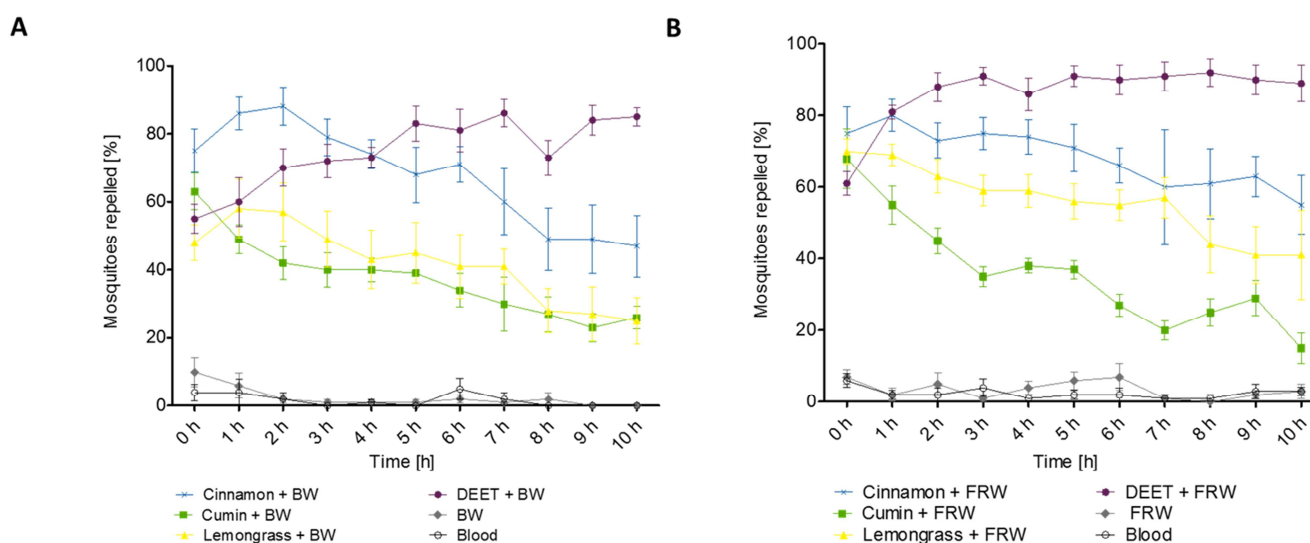 A
Mosquitoes repelled [%]
100
80
60
40
20
0
0 h
1 h
2 h
3 h
4 h
5 h
6 h
7 h
8 h
9 h
10 h
Time [h]
Cinnamon + BW
DEET + BW
Cumin + BW
BW
Lemongrass + BW
Blood
B
Mosquitoes repelled [%]
100
80
60
40
20
0
0 h
1 h
2 h
3 h
4 h
5 h
6 h
7 h
8 h
9 h
10 h
Time [h]
Cinnamon + FRW
DEET + FRW
Cumin + FRW
FRW
Lemongrass + FRW
Blood